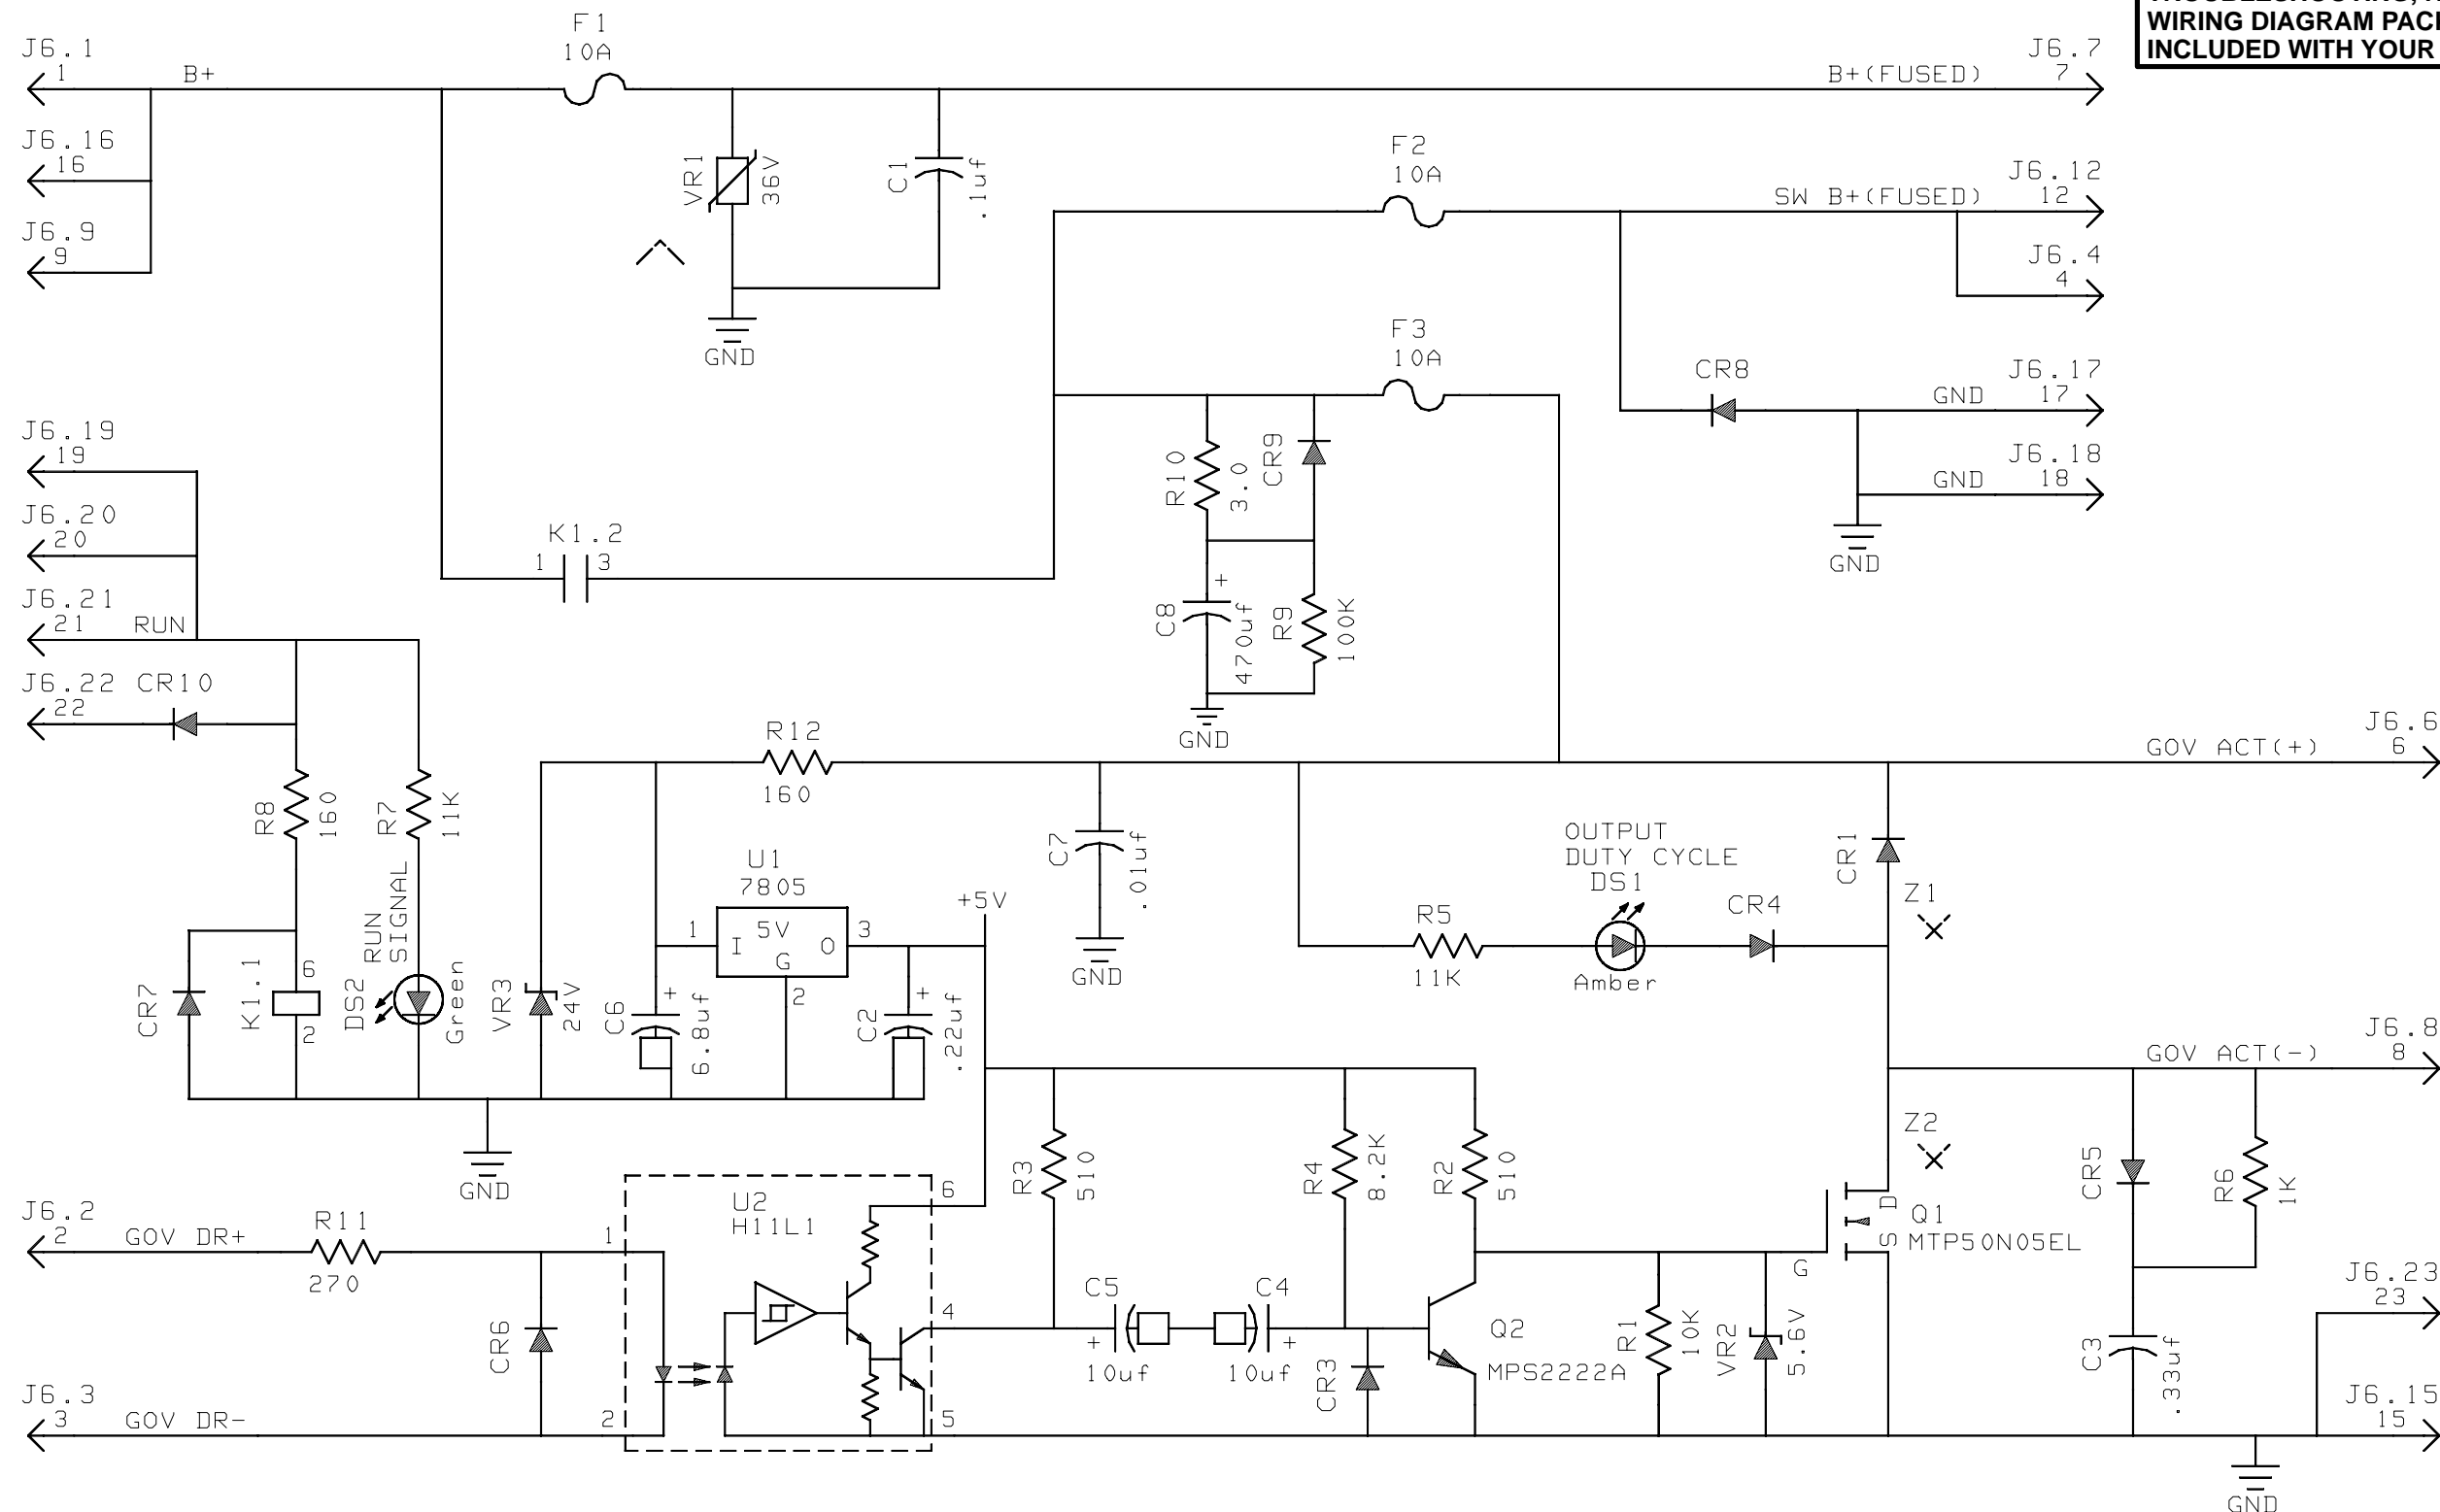 WIRING DIAGRAM PACK
INCLUDED WITH YOUR
F1
10A
J6.1
1
B+
B+(FUSED)
J6.7
7
J6.16
16
J6.9
9
VR1
36V
C1
.1uf
GND
F2
10A
SW B+(FUSED)
J6.12
12
J6.4
4
F3
10A
CR8
GND
J6.17
17
GND
J6.18
18
GND
J6.19
19
J6.20
20
J6.21
21
RUN
J6.22
22
CR10
K1.2
1
3
R10
3.0
CR9
C8
+
470uf
R9
100K
GND
R8
160
R7
11K
RUN
SIGNAL
DS2
Green
CR7
K1.1
6
2
R12
160
VR3
24V
U1
7805
5V
I
O
G
1
3
2
C6
+
6.8uf
C2
+
.22uf
+5V
C7
.01uf
GND
OUTPUT
DUTY CYCLE
DS1
Amber
R5
11K
CR4
CR1
Z1
GOV ACT(+)
J6.6
6
GOV ACT(-)
J6.8
8
GND
J6.2
2
GOV DR+
R11
270
CR6
J6.3
3
GOV DR-
U2
H11L1
1
2
6
4
5
R3
510
R4
8.2K
R2
510
C5
+
10uf
C4
+
10uf
CR3
Q2
MPS2222A
R1
10K
VR2
5.6V
Z2
D
S
G
Q1
MTP50N05EL
CR5
R6
1K
C3
.33uf
J6.23
23
J6.15
15
GND